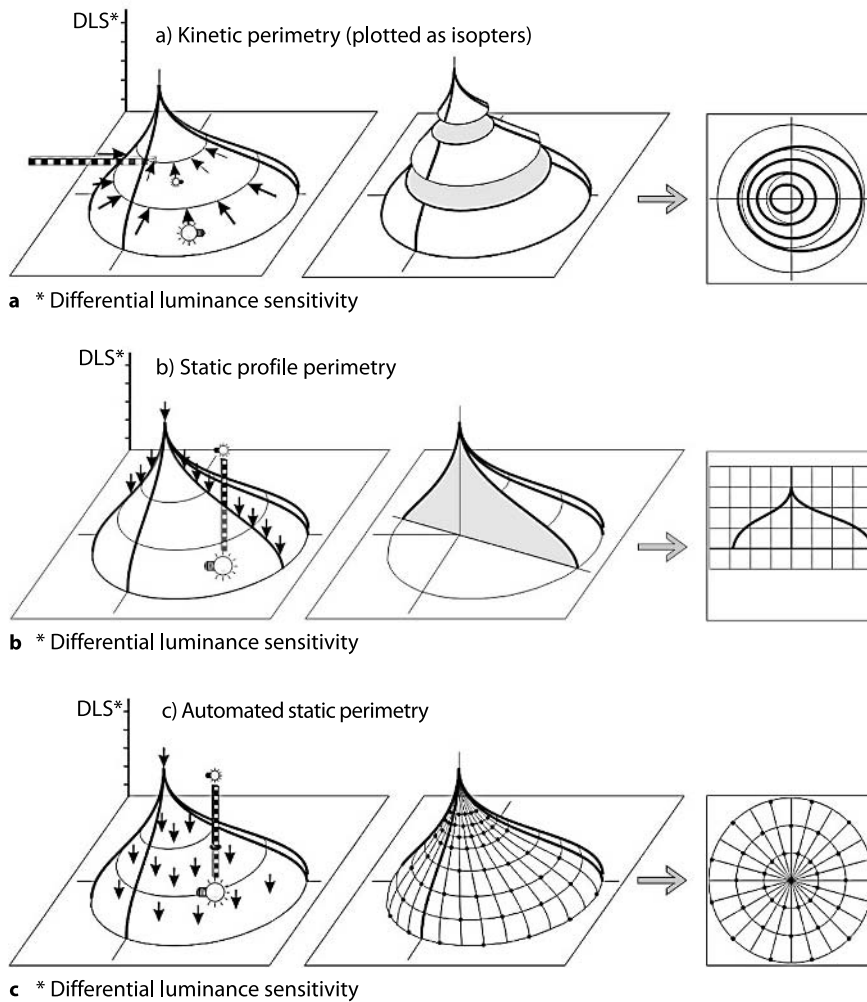 DLS*
a) Kinetic perimetry (plotted as isopters)
a * Differential luminance sensitivity
DLS*
b) Static profile perimetry
b * Differential luminance sensitivity
DLS*
c) Automated static perimetry
c * Differential luminance sensitivity